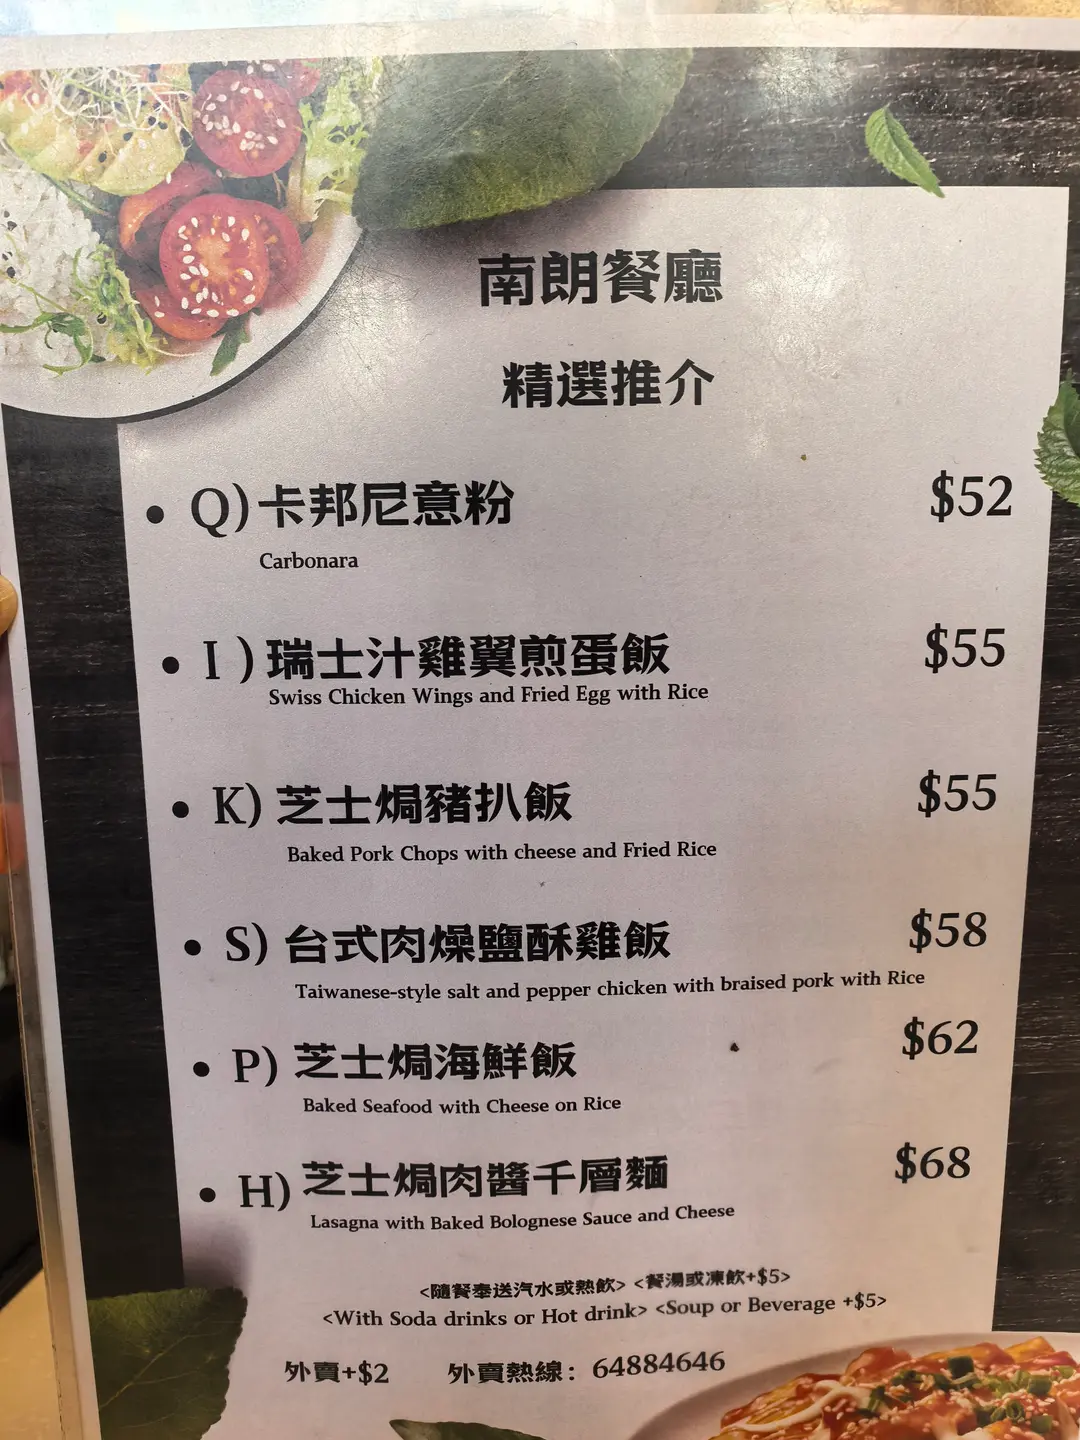 南朗餐廳
精選推介
• Q) 卡邦尼意粉 $52
Carbonara
• I ) 瑞士汁雞翼煎蛋飯 $55
Swiss Chicken Wings and Fried Egg with Rice
• K) 芝士焗豬扒飯 $55
Baked Pork Chops with cheese and Fried Rice
• S) 台式肉燥鹽酥雞飯 $58
Taiwanese-style salt and pepper chicken with braised pork with Rice
• P) 芝士焗海鮮飯 $62
Baked Seafood with Cheese on Rice
• H) 芝士焗肉醬千層麵 $68
Lasagna with Baked Bolognese Sauce and Cheese
<隨餐奉送汽水或熱飲> <餐湯或凍飲+$5>
<With Soda drinks or Hot drink> <Soup or Beverage +$5>
外賣+$2 外賣熱線：64884646